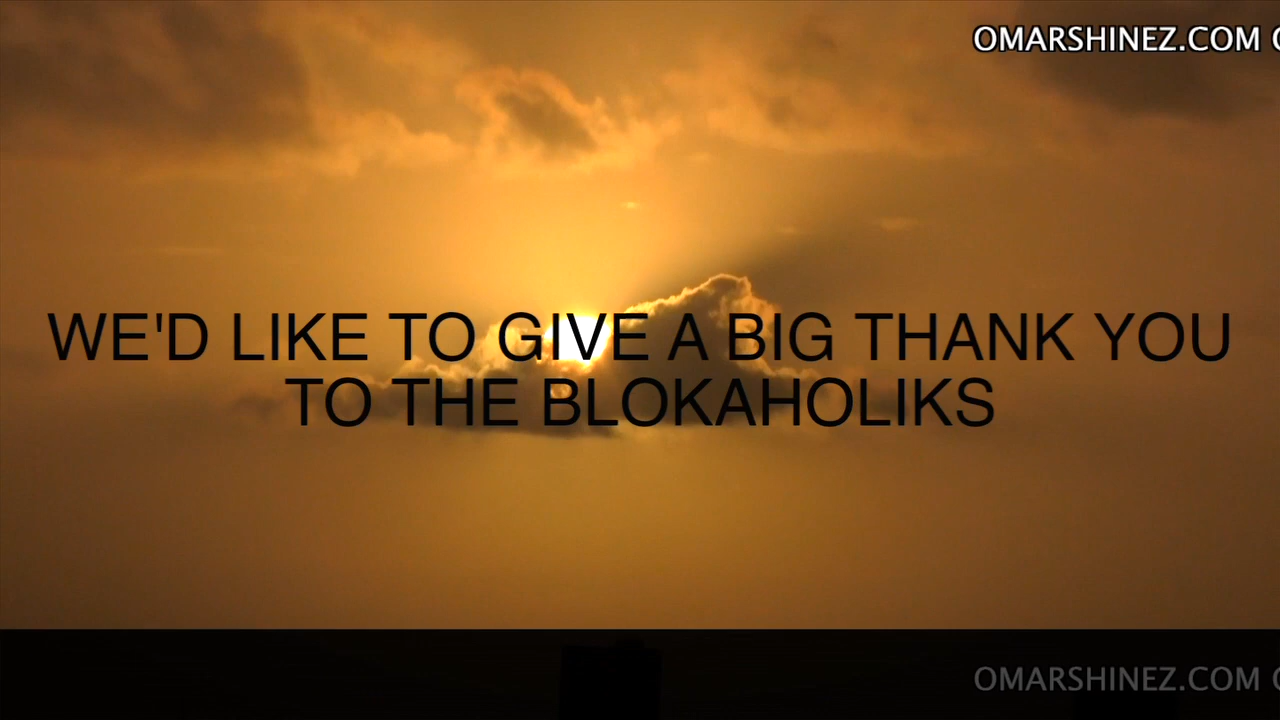 OMARSHINEZ.COM
WE'D LIKE TO GIVE A BIG THANK YOU
TO THE BLOKAHOLIKS
OMARSHINEZ.COM